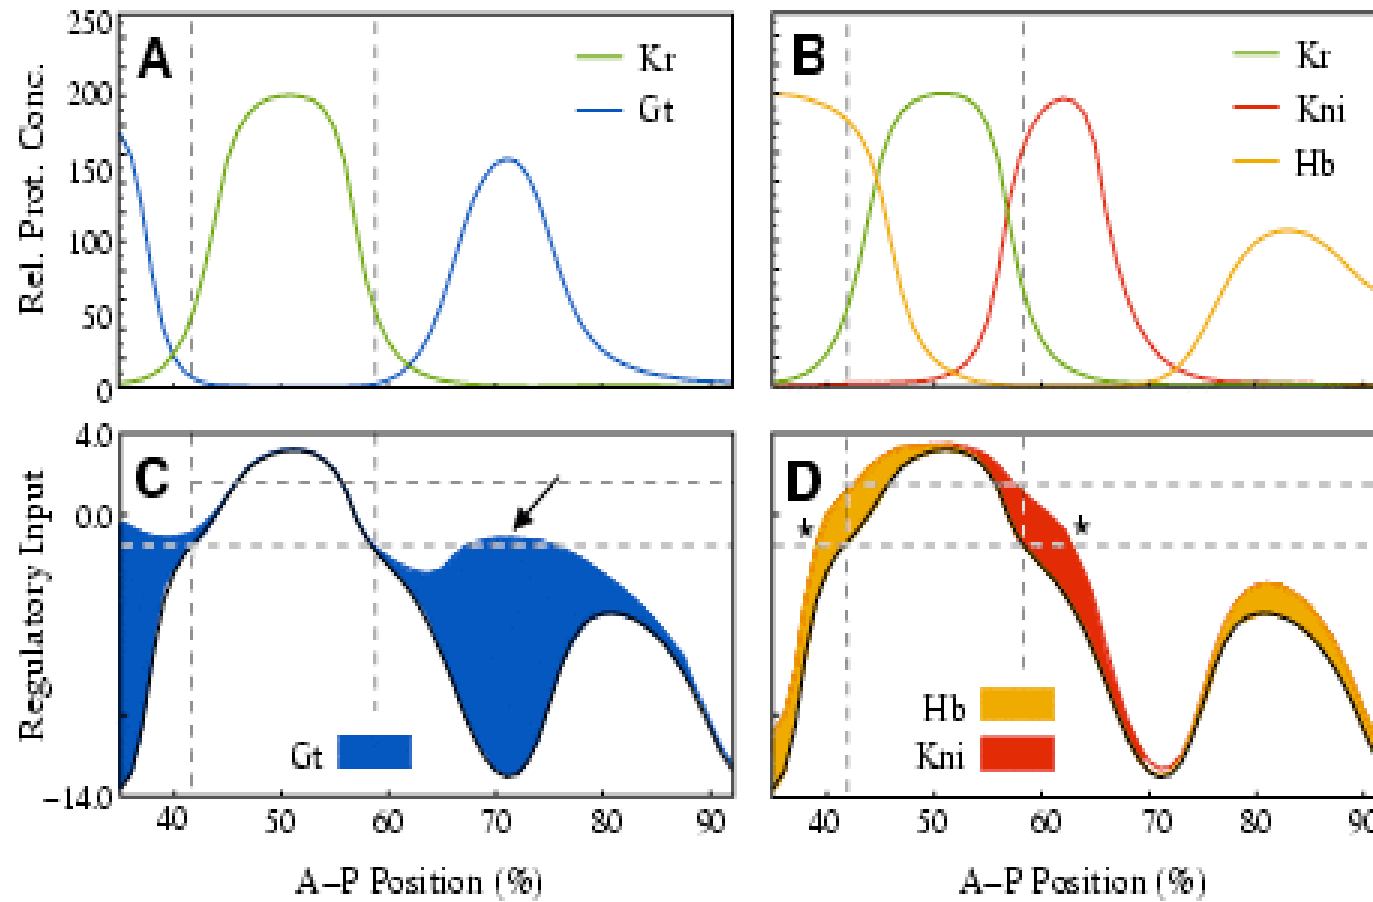 A
B
Kr
Gt
Kr
Kni
Hb
Rel. Prot. Conc.
250
200
150
100
50
0
C
D
Regulatory Input
4.0
0.0
−14.0
Gt
Hb
Kni
★
★
40 50 60 70 80 90
40 50 60 70 80 90
A–P Position (%)
A–P Position (%)